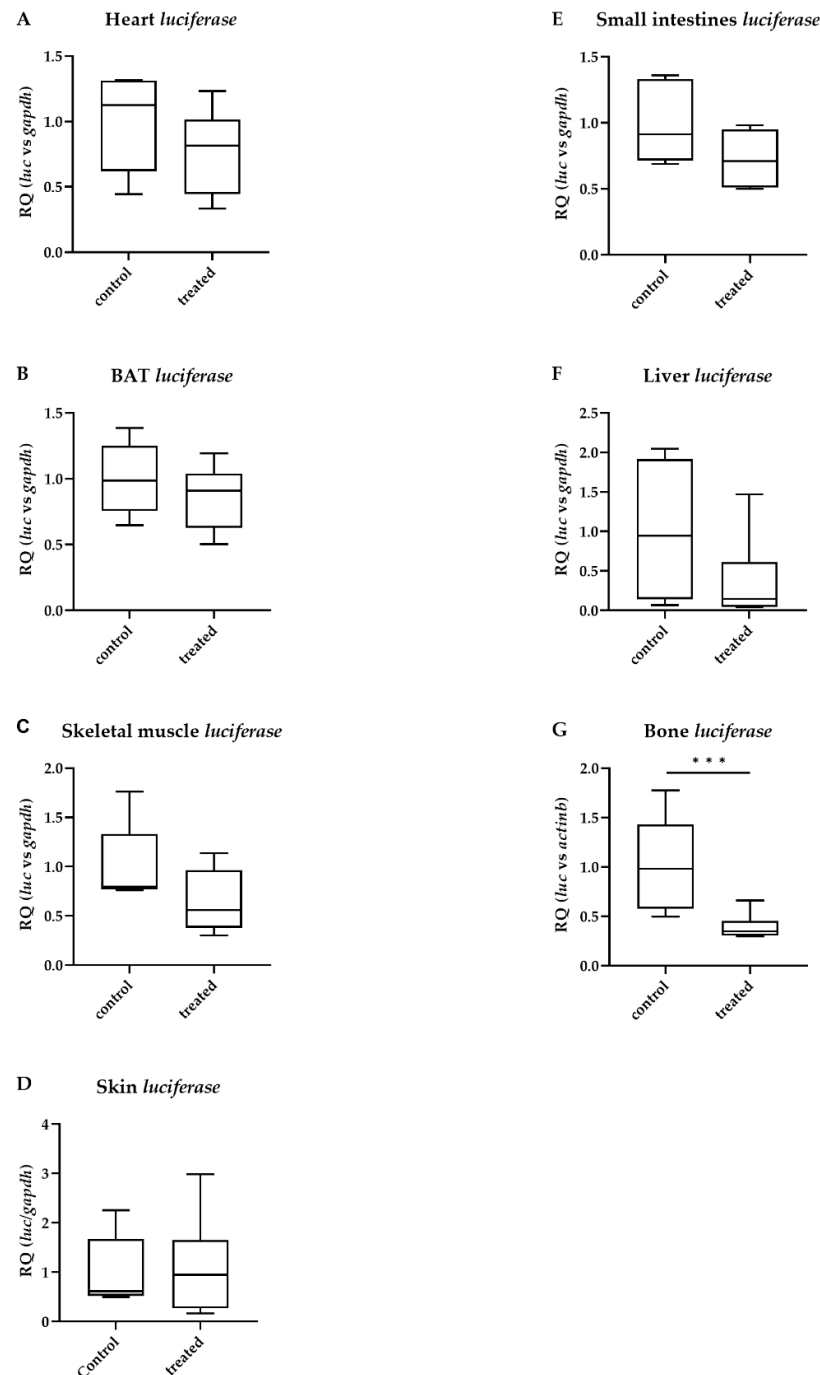 A Heart luciferase
RQ (luc vs gapdh)
1.5
1.0
0.5
0.0
control
treated
B BAT luciferase
RQ (luc vs gapdh)
1.5
1.0
0.5
0.0
control
treated
C Skeletal muscle luciferase
RQ (luc vs gapdh)
2.0
1.5
1.0
0.5
0.0
control
treated
D Skin luciferase
RQ (luc/gapdh)
4
3
2
1
0
Control
treated
E Small intestines luciferase
RQ (luc vs gapdh)
1.5
1.0
0.5
0.0
control
treated
F Liver luciferase
RQ (luc vs gapdh)
2.5
2.0
1.5
1.0
0.5
0.0
control
treated
G Bone luciferase
***
RQ (luc vs actinb)
2.0
1.5
1.0
0.5
0.0
control
treated